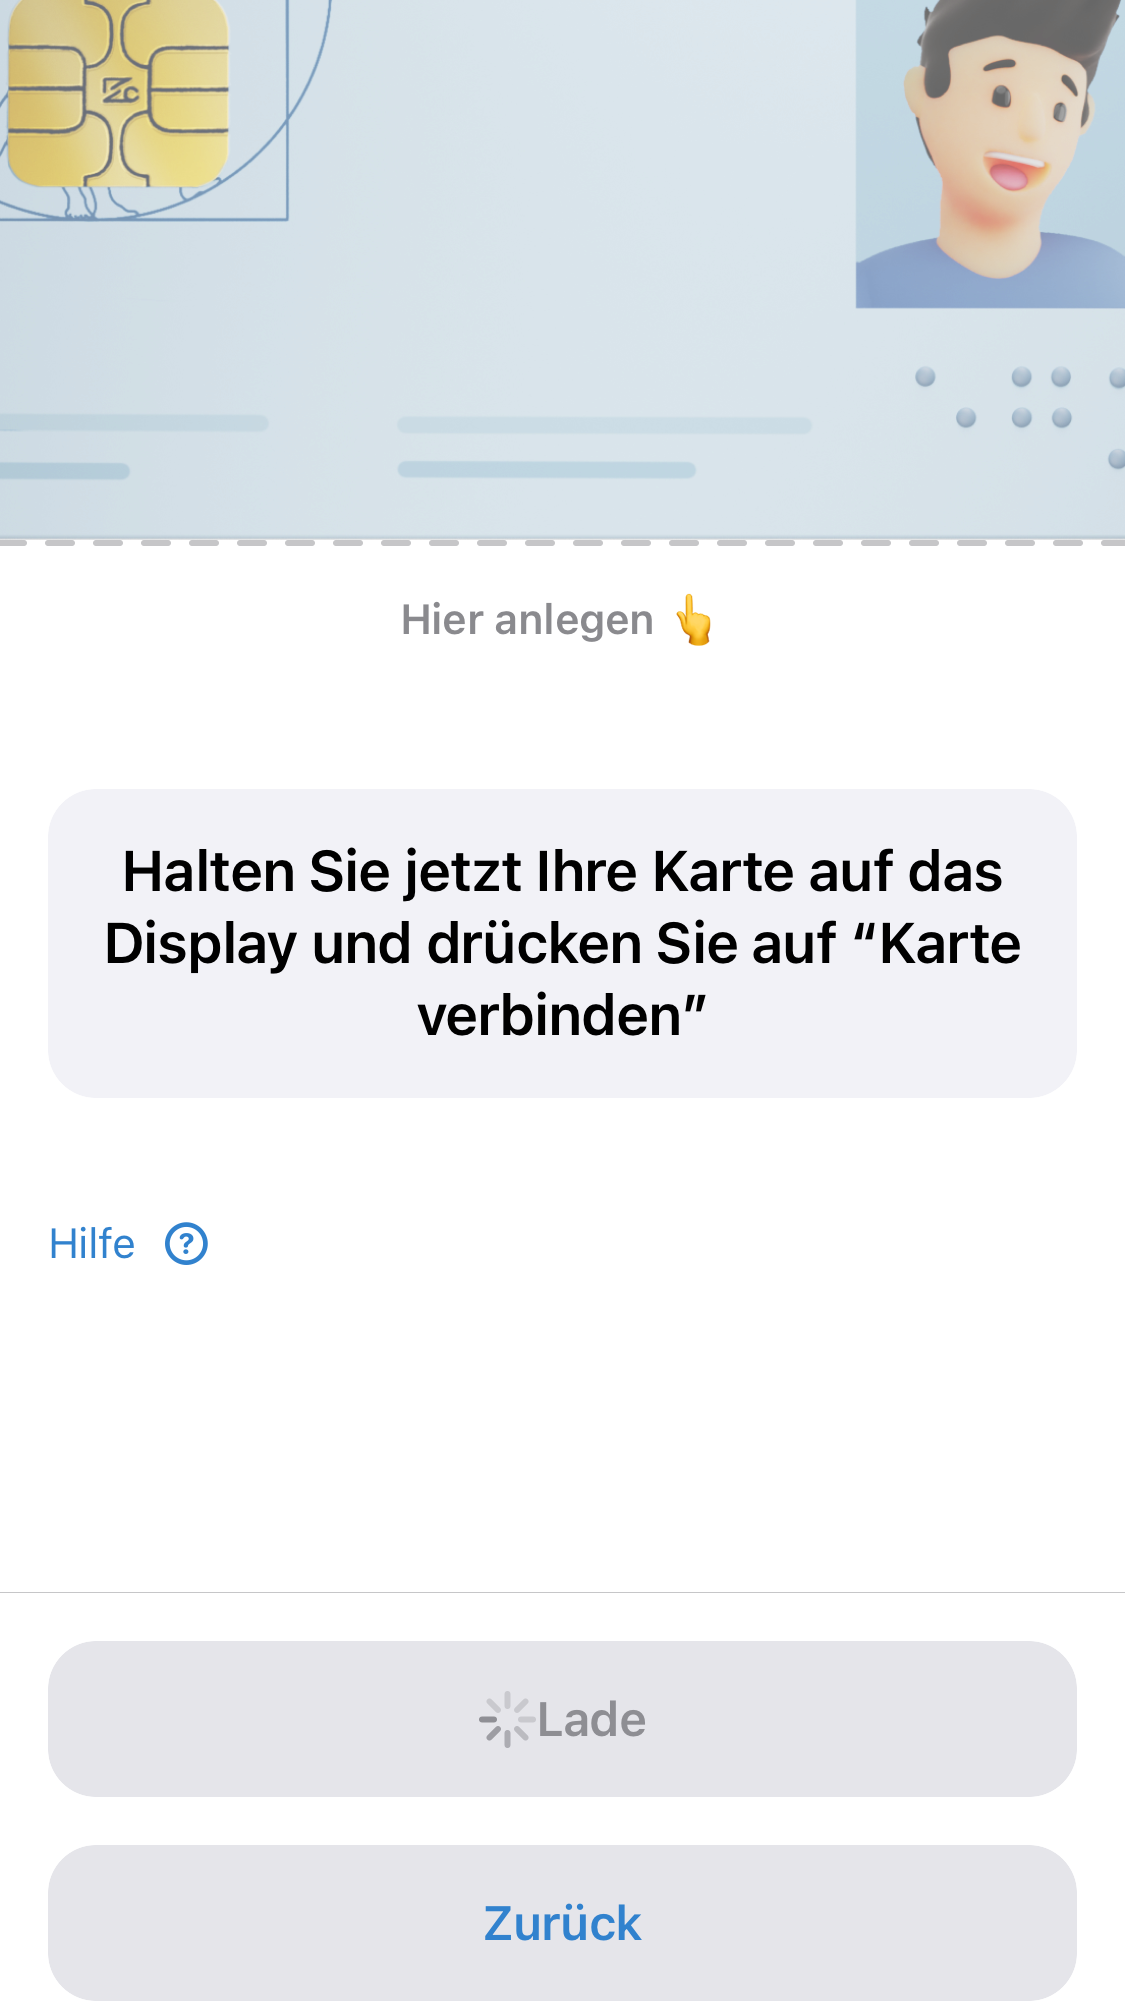 Hier anlegen 👆
Halten Sie jetzt Ihre Karte auf das
Display und drücken Sie auf “Karte
verbinden”
Hilfe
Lade
Zurück